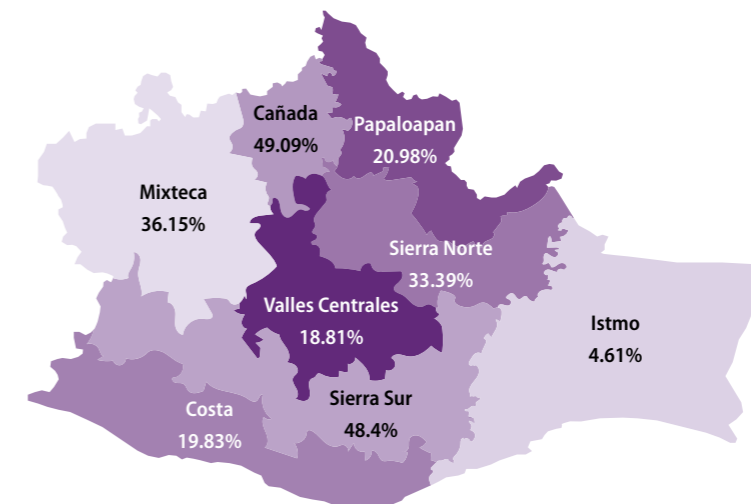 Cañada
49.09%
Papaloapan
20.98%
Mixteca
36.15%
Sierra Norte
33.39%
Valles Centrales
18.81%
Istmo
4.61%
Sierra Sur
48.4%
Costa
19.83%